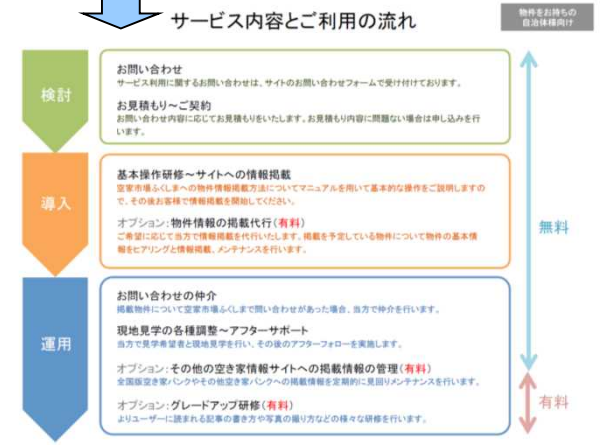 サービス内容とご利用の流れ
物件をお持ちの
自治体様向け
検討
お問い合わせ
サービス利用に関するお問い合わせは、サイトのお問い合わせフォームで受け付けております。
お見積もり～ご契約
お問い合わせ内容に応じてお見積もりをいたします。お見積もり内容に問題ない場合は申し込みを行
います。
導入
基本操作研修～サイトへの情報掲載
空家市場ふくしまへの物件情報掲載方法についてマニュアルを用いて基本的な操作をご説明しますの
で、その後お客様で情報掲載を開始してください。
オプション：物件情報の掲載代行（有料）
ご希望に応じて当方で情報掲載を代行いたします。掲載を予定している物件について物件の基本情
報をヒアリングと情報掲載、メンテナンスを行います。
無料
運用
お問い合わせの仲介
掲載物件について空家市場ふくしまで問い合わせがあった場合、当方で仲介を行います。
現地見学の各種調整～アフターサポート
当方で見学希望者と現地見学を行い、その後のアフターフォローを実施します。
オプション：その他の空き家情報サイトへの掲載情報の管理（有料）
全国版空き家バンクやその他空き家バンクへの掲載情報を定期的に見回りメンテナンスを行います。
オプション：グレードアップ研修（有料）
よりユーザーに読まれる記事の書き方や写真の撮り方などの様々な研修を行います。
有料